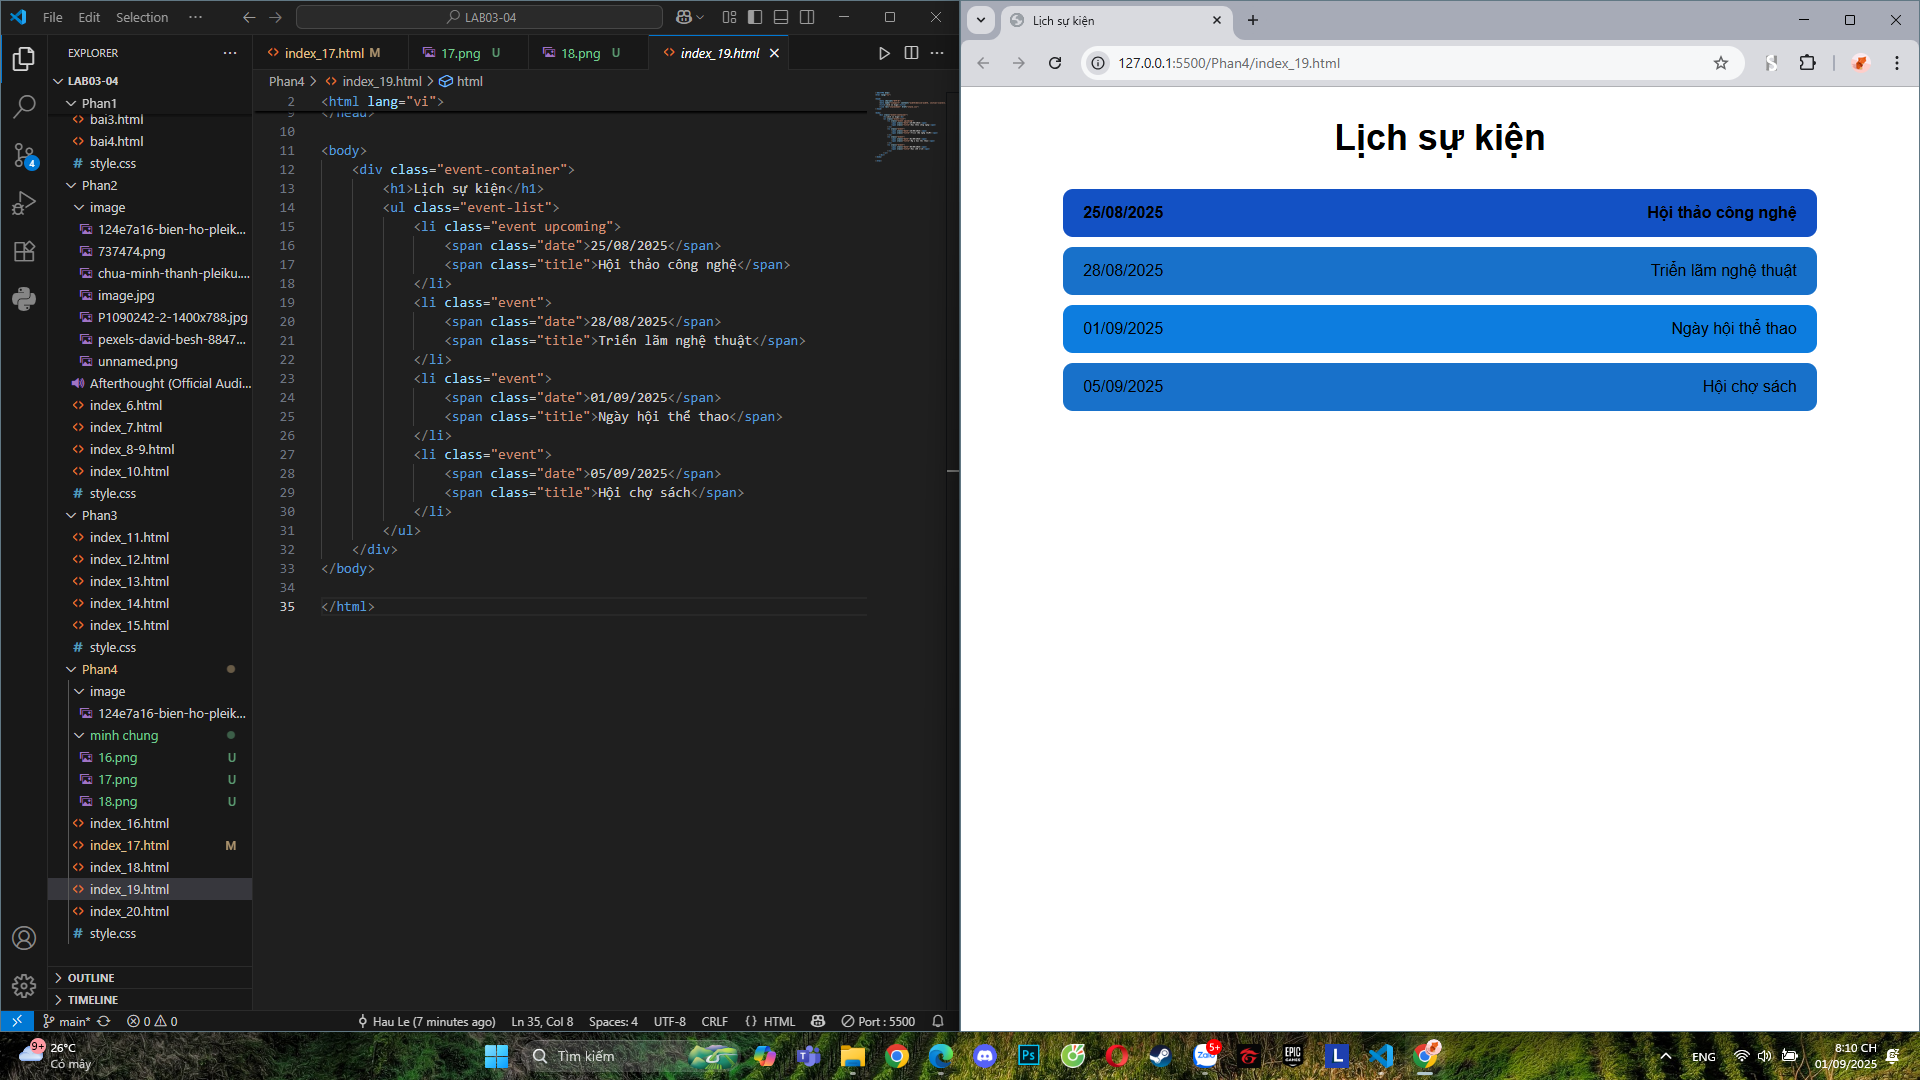 File Edit Selection ··· LAB03-04
EXPLORER ···
LAB03-04
Phan1
bai3.html
bai4.html
# style.css
Phan2
image
124e7a16-bien-ho-pleik...
737474.png
chua-minh-thanh-pleiku....
image.jpg
P1090242-2-1400x788.jpg
pexels-david-besh-8847...
unnamed.png
Afterthought (Official Audi...
index_6.html
index_7.html
index_8-9.html
index_10.html
# style.css
Phan3
index_11.html
index_12.html
index_13.html
index_14.html
index_15.html
# style.css
Phan4
image
124e7a16-bien-ho-pleik...
minh chung
16.png U
17.png U
18.png U
index_16.html
index_17.html M
index_18.html
index_19.html
index_20.html
# style.css
OUTLINE
TIMELINE
4
index_17.html M 17.png U 18.png U index_19.html
Phan4 > index_19.html > html
2 <html lang="vi">
9 </head>
10
11 <body>
12 <div class="event-container">
13 <h1>Lịch sự kiện</h1>
14 <ul class="event-list">
15 <li class="event upcoming">
16 <span class="date">25/08/2025</span>
17 <span class="title">Hội thảo công nghệ</span>
18 </li>
19 <li class="event">
20 <span class="date">28/08/2025</span>
21 <span class="title">Triển lãm nghệ thuật</span>
22 </li>
23 <li class="event">
24 <span class="date">01/09/2025</span>
25 <span class="title">Ngày hội thể thao</span>
26 </li>
27 <li class="event">
28 <span class="date">05/09/2025</span>
29 <span class="title">Hội chợ sách</span>
30 </li>
31 </ul>
32 </div>
33 </body>
34
35 </html>
main* 0 0 Hau Le (7 minutes ago) Ln 35, Col 8 Spaces: 4 UTF-8 CRLF {} HTML Port : 5500
Lịch sự kiện
127.0.0.1:5500/Phan4/index_19.html
Lịch sự kiện
25/08/2025 Hội thảo công nghệ
28/08/2025 Triển lãm nghệ thuật
01/09/2025 Ngày hội thể thao
05/09/2025 Hội chợ sách
9+
26°C
Có mây
Tìm kiếm
Ps
Zalo
5+
EPIC GAMES
L
ENG
8:10 CH
01/09/2025